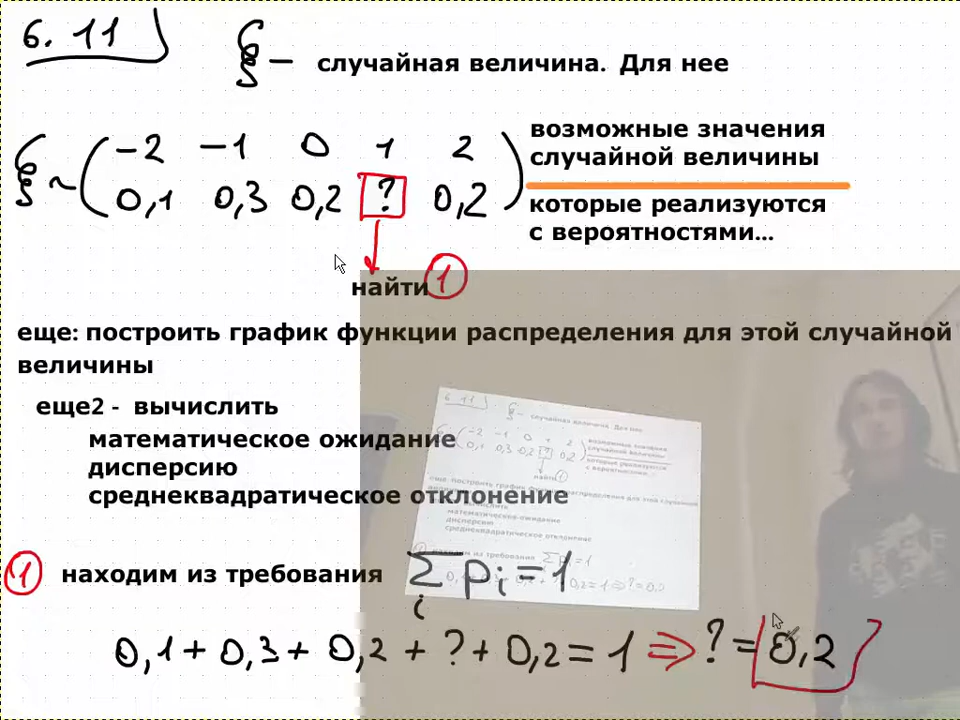 6.11
ξ — случайная величина. Для нее
ξ ~ ( -2 -1 0 1 2 )
( 0,1 0,3 0,2 ? 0,2 )
возможные значения
случайной величины
которые реализуются
с вероятностями...
найти 1
еще: построить график функции распределения для этой случайной
величины
еще2 - вычислить
математическое ожидание
дисперсию
среднеквадратическое отклонение
1 находим из требования ∑ pᵢ = 1
i
0,1 + 0,3 + 0,2 + ? + 0,2 = 1 ⇒ ? = 0,2